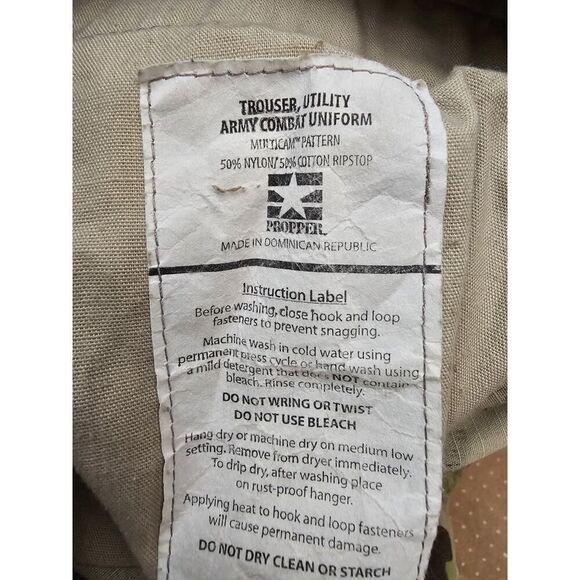 TROUSER, UTILITY
ARMY COMBAT UNIFORM
MULTICAM™ PATTERN
50% NYLON/50% COTTON RIPSTOP
PROPPER™
MADE IN DOMINICAN REPUBLIC
Instruction Label
Before washing, close hook and loop
fasteners to prevent snagging.
Machine wash in cold water using
permanent press cycle or hand wash using
a mild detergent that does NOT contain
bleach. Rinse completely.
DO NOT WRING OR TWIST
DO NOT USE BLEACH
Hang dry or machine dry on medium low
setting. Remove from dryer immediately.
To drip dry, after washing place
on rust-proof hanger.
Applying heat to hook and loop fasteners
will cause permanent damage.
DO NOT DRY CLEAN OR STARCH